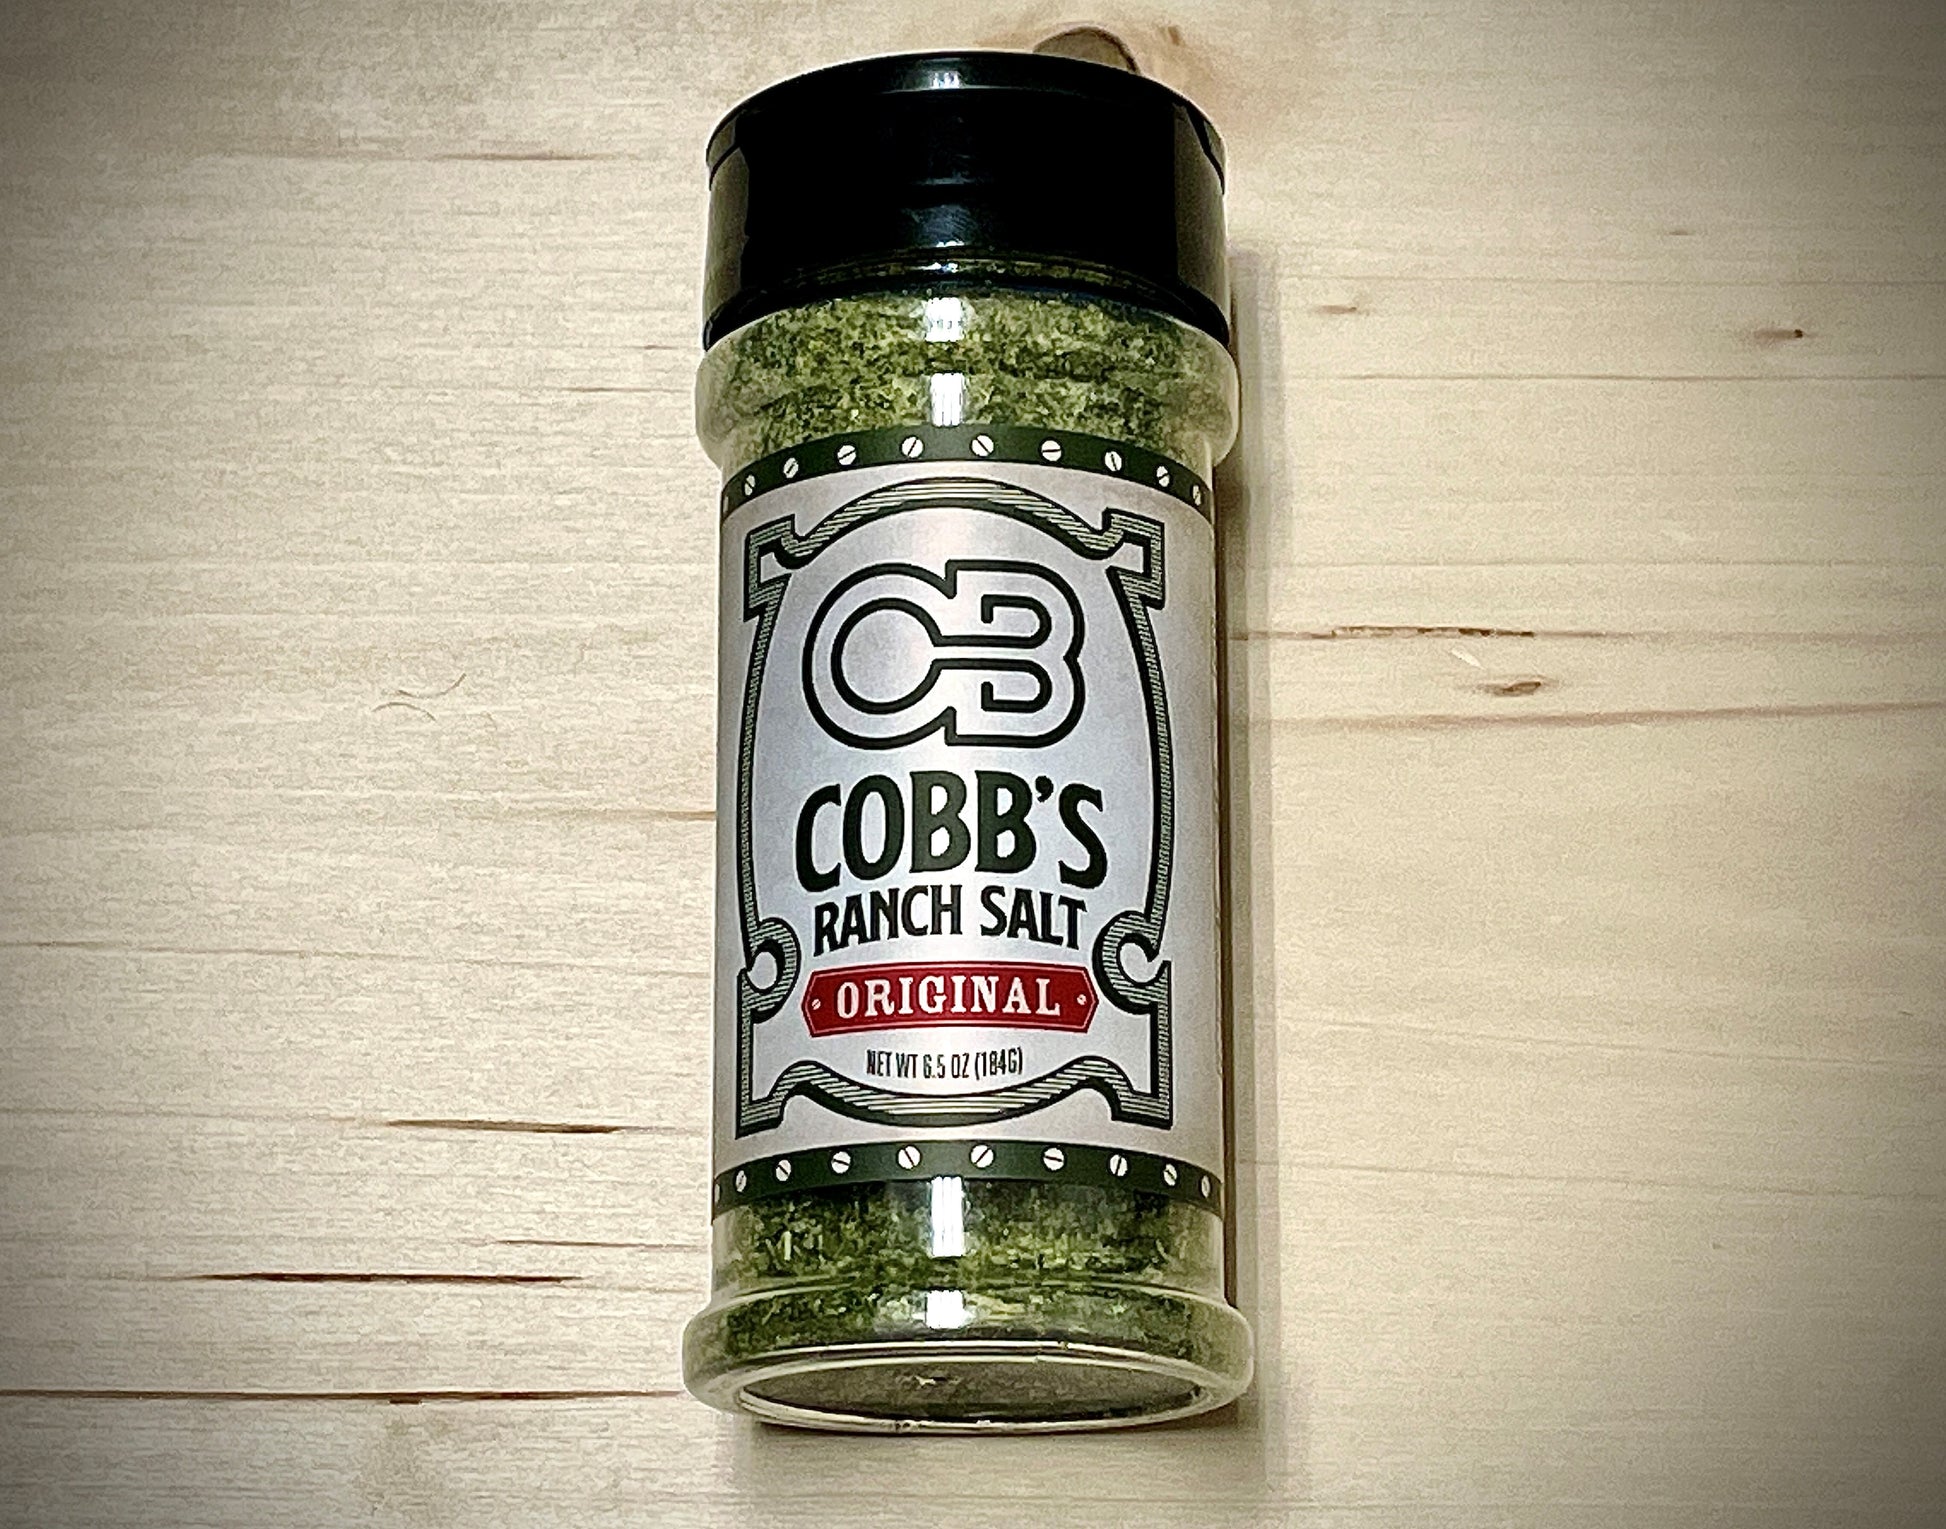 CB
COBB'S
RANCH SALT
ORIGINAL
NET WT 6.5 OZ (184G)